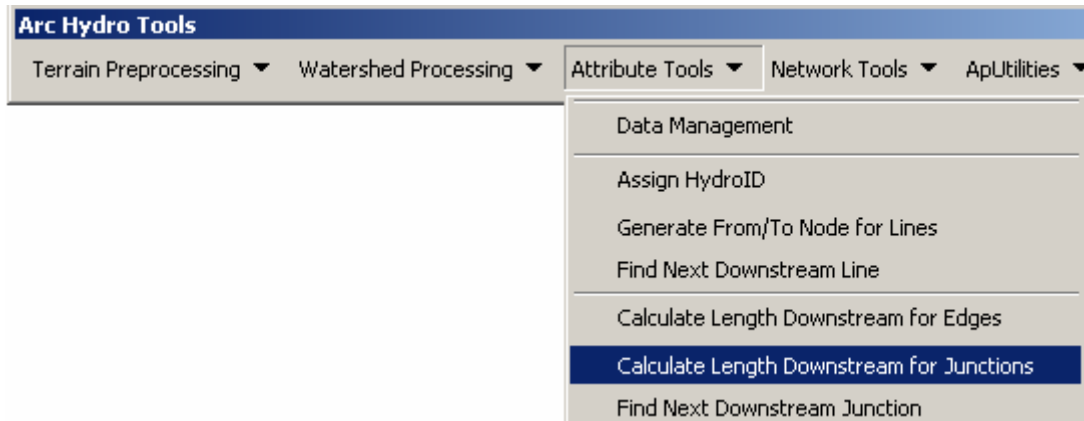 Arc Hydro Tools
Terrain Preprocessing Watershed Processing Attribute Tools Network Tools ApUtilities
Data Management
Assign HydroID
Generate From/To Node for Lines
Find Next Downstream Line
Calculate Length Downstream for Edges
Calculate Length Downstream for Junctions
Find Next Downstream Junction